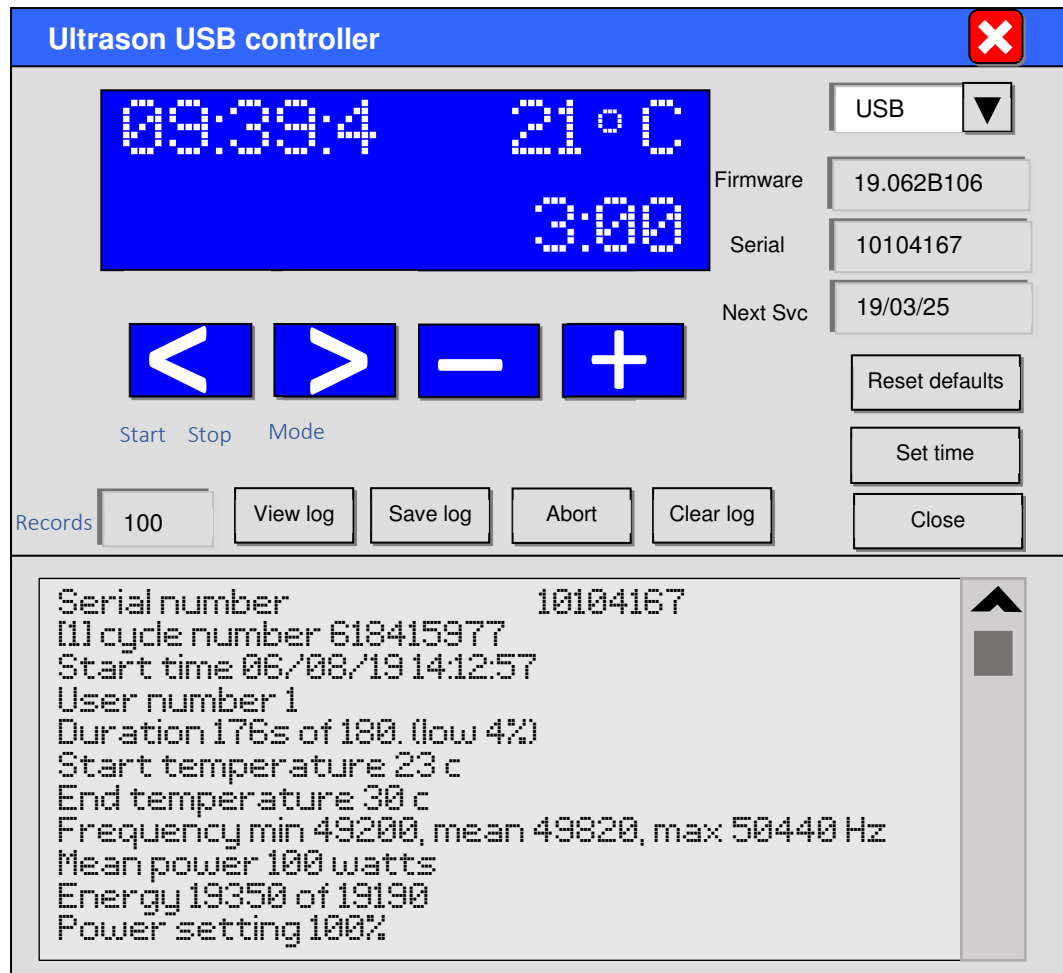 Ultrason USB controller
09:39:4 21°C
3:00
USB
Firmware 19.062B106
Serial 10104167
Next Svc 19/03/25
< > − +
Start Stop Mode
Reset defaults
Set time
Records 100 View log Save log Abort Clear log Close
Serial number 10104167
[1] cycle number 618415977
Start time 06/08/19 14:12:57
User number 1
Duration 176s of 180. (low 4%)
Start temperature 23 c
End temperature 30 c
Frequency min 49200, mean 49820, max 50440 Hz
Mean power 100 watts
Energy 19350 of 19190
Power setting 100%